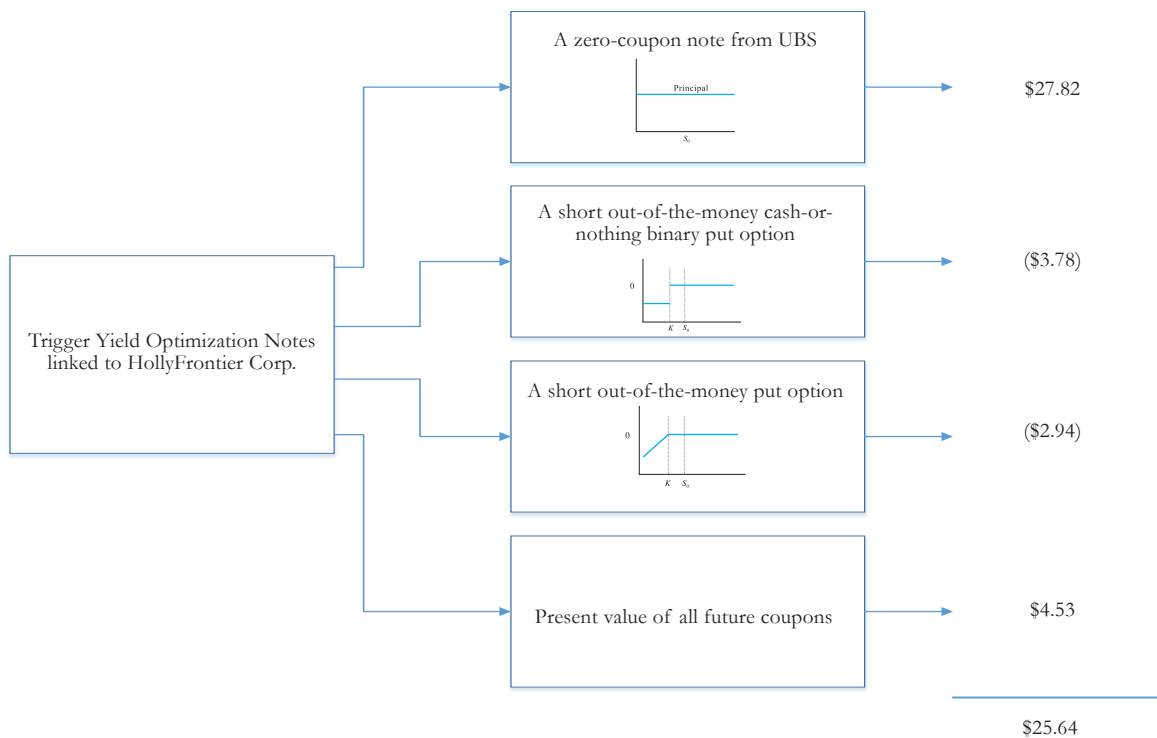 A zero-coupon note from UBS
Principal
S₀
$27.82
A short out-of-the-money cash-or-
nothing binary put option
0
K
S₀
($3.78)
Trigger Yield Optimization Notes
linked to HollyFrontier Corp.
A short out-of-the-money put option
0
K
S₀
($2.94)
Present value of all future coupons
$4.53
$25.64